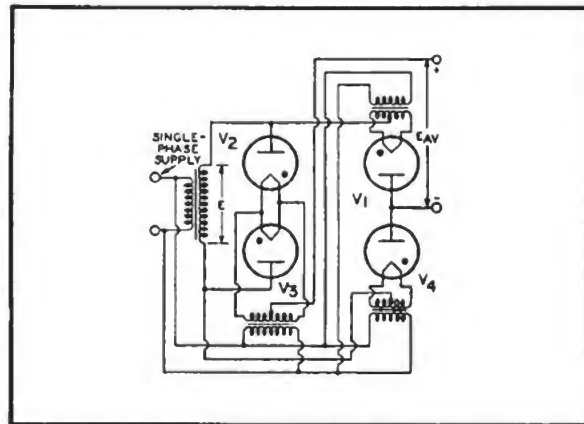 SINGLE-
PHASE
SUPPLY
V2
E
V3
+
EAV
V1
-
V4